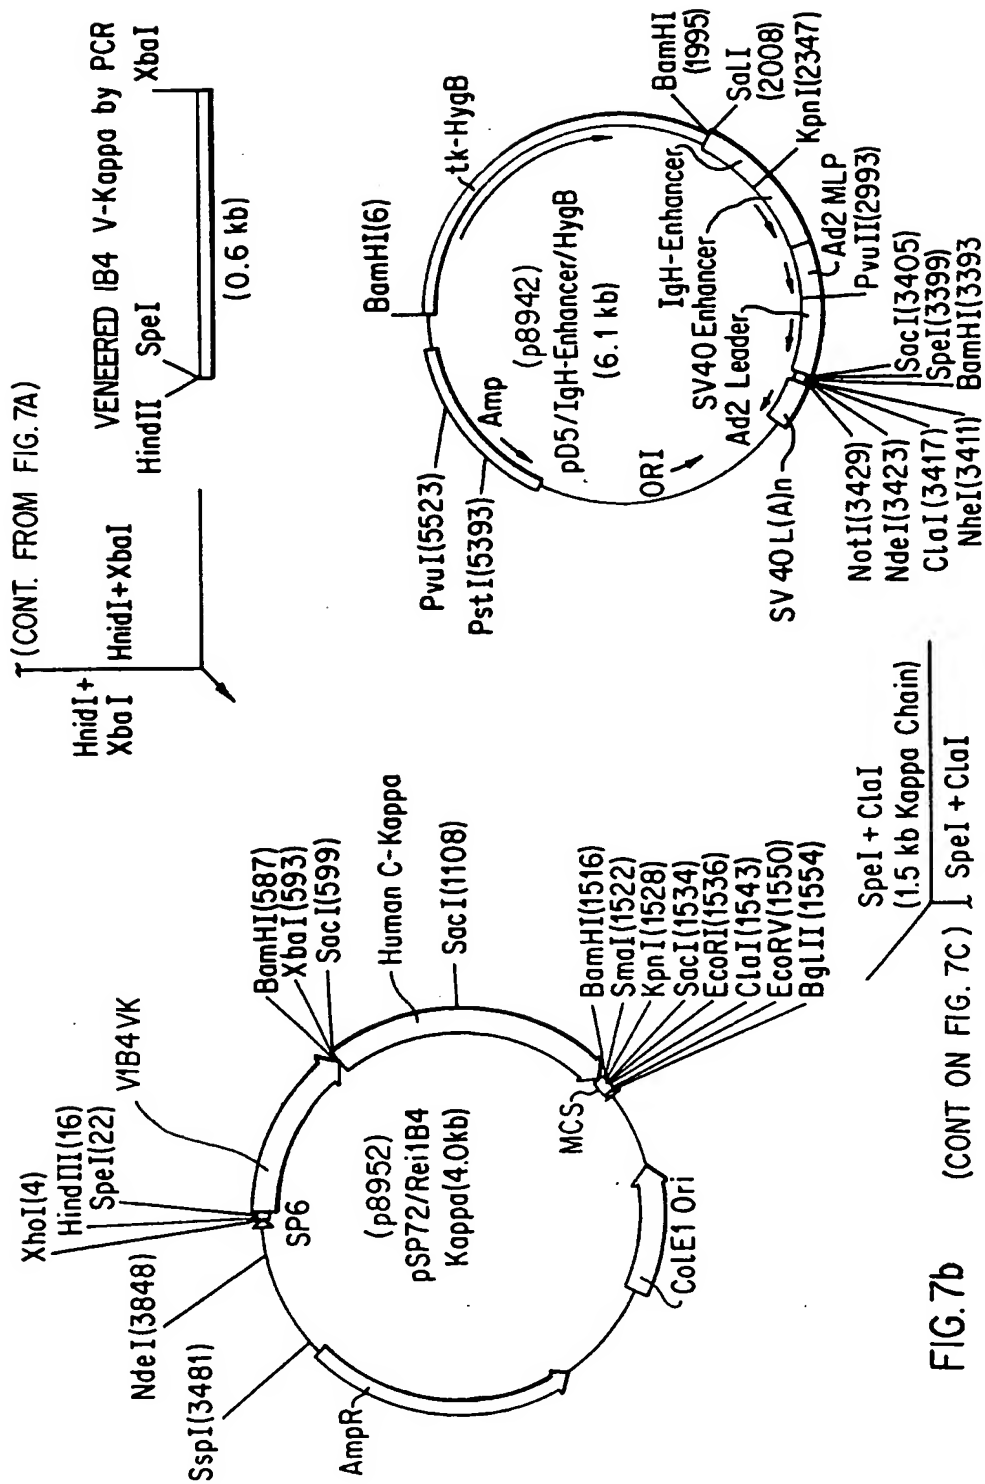 (CONT. FROM FIG. 7A)
HnidI+
XbaI
HnidI+XbaI
VENEERED IB4 V-Kappa by PCR
HindII
SpeI
XbaI
(0.6 kb)
XhoI(4)
HindIII(16)
SpeI(22)
V1B4VK
NdeI(3848)
SspI(3481)
SP6
BamHI(587)
XbaI(593)
SacI(599)
Human C-Kappa
SacI(1108)
(p8952)
pSP72/Rei1B4
Kappa(4.0kb)
AmpR
MCS
ColE1 Ori
BamHI(1516)
SmaI(1522)
KpnI(1528)
SacI(1534)
EcoRI(1536)
ClaI(1543)
EcoRV(1550)
BglII(1554)
BamHI(6)
tk-HygB
PvuI(5523)
PstI(5393)
Amp
(p8942)
pD5/IgH-Enhancer/HygB
(6.1 kb)
ORI
IgH-Enhancer
SV40 Enhancer
Ad2 Leader
BamHI
(1995)
SalI
(2008)
KpnI(2347)
Ad2 MLP
PvuII(2993)
SV40L(A)n
SacI(3405)
SpeI(3399)
BamHI(3393
NotI(3429)
NdeI(3423)
ClaI(3417)
NheI(3411)
SpeI + ClaI
(1.5 kb Kappa Chain)
SpeI + ClaI
(CONT ON FIG. 7C)
FIG. 7b